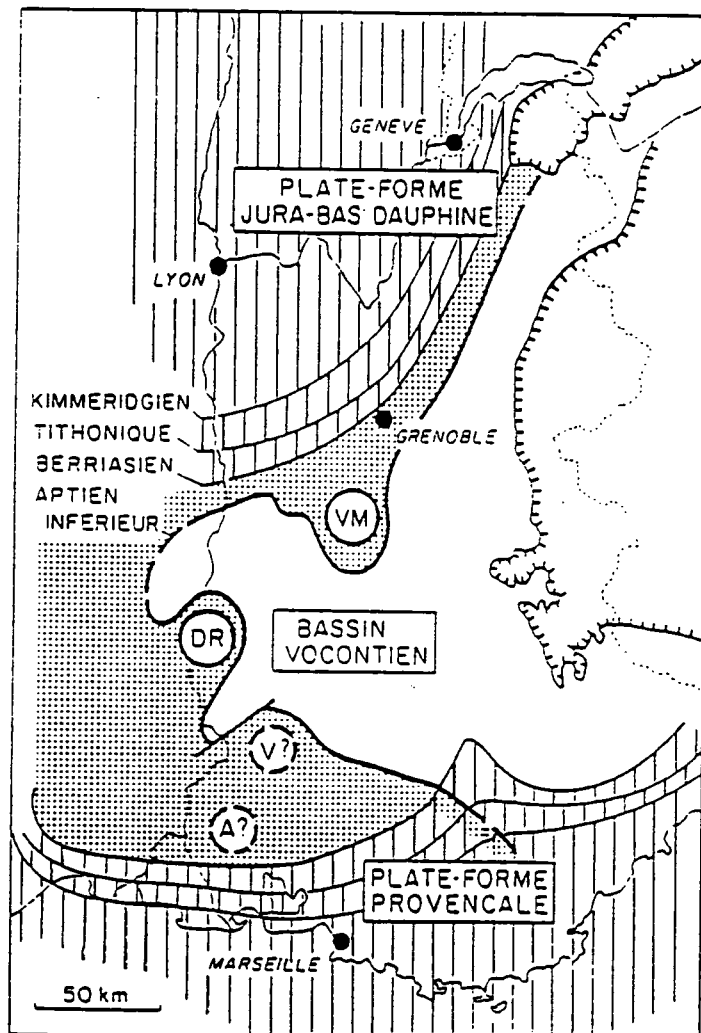 GENEVE
PLATE-FORME
JURA-BAS DAUPHINE
LYON
KIMMERIDGIEN
TITHONIQUE
BERRIASIEN
APTIEN
INFERIEUR
GRENOBLE
VM
DR
BASSIN
VOCONTIEN
V?
A?
PLATE-FORME
PROVENCALE
MARSEILLE
50 km